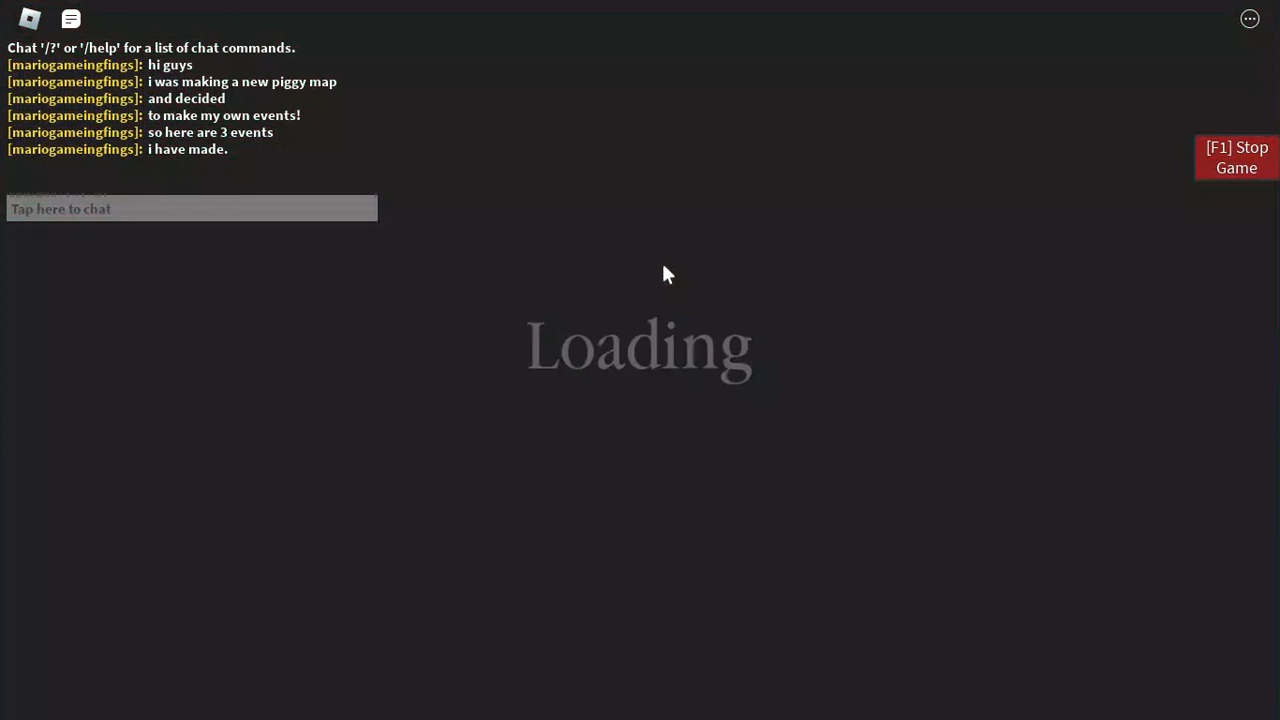 Chat '/?' or '/help' for a list of chat commands.
[mariogameingfings]: hi guys
[mariogameingfings]: i was making a new piggy map
[mariogameingfings]: and decided
[mariogameingfings]: to make my own events!
[mariogameingfings]: so here are 3 events
[mariogameingfings]: i have made.
[F1] Stop
Game
Tap here to chat
Loading